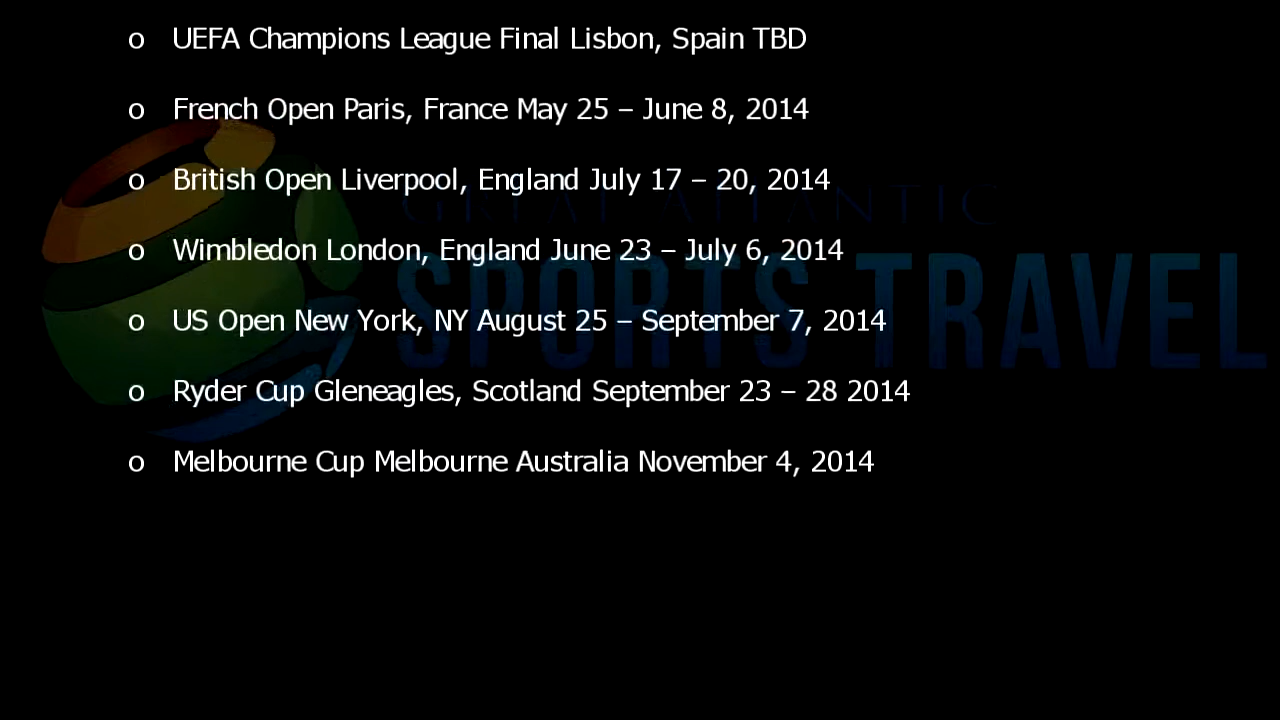 o UEFA Champions League Final Lisbon, Spain TBD
o French Open Paris, France May 25 – June 8, 2014
o British Open Liverpool, England July 17 – 20, 2014
GREAT ATLANTIC
o Wimbledon London, England June 23 – July 6, 2014
SPORTS TRAVEL
o US Open New York, NY August 25 – September 7, 2014
o Ryder Cup Gleneagles, Scotland September 23 – 28 2014
o Melbourne Cup Melbourne Australia November 4, 2014